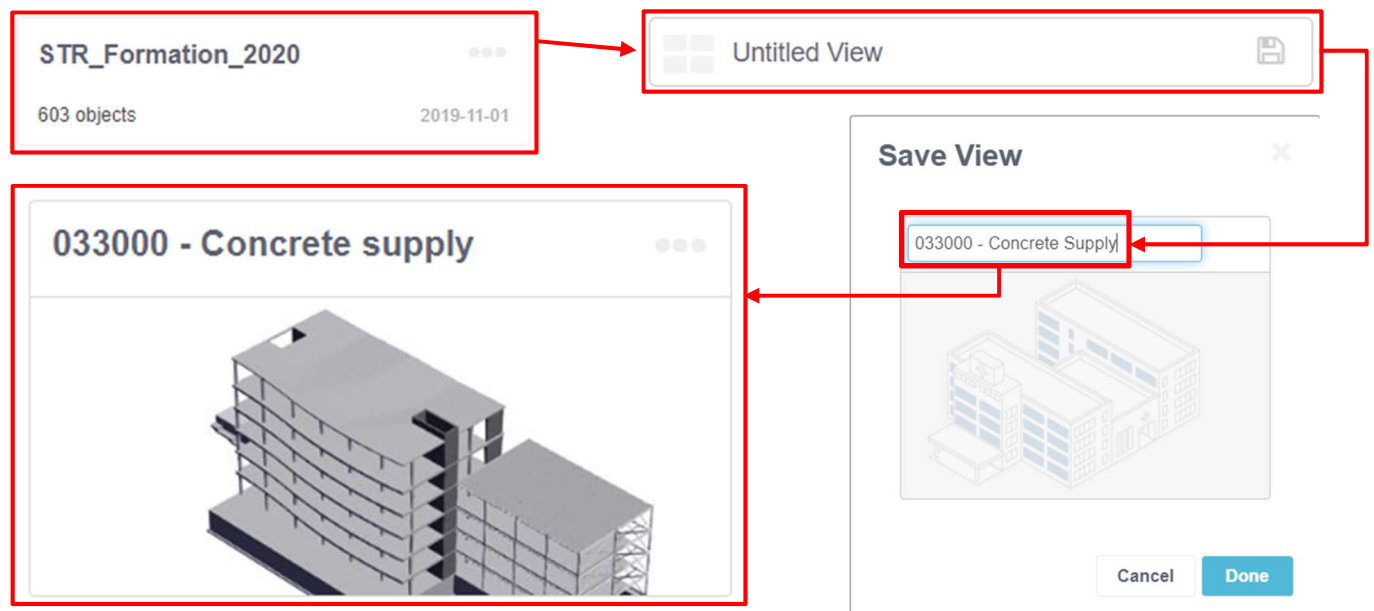 STR_Formation_2020
603 objects 2019-11-01
Untitled View
Save View
033000 - Concrete Supply
Cancel Done
033000 - Concrete supply